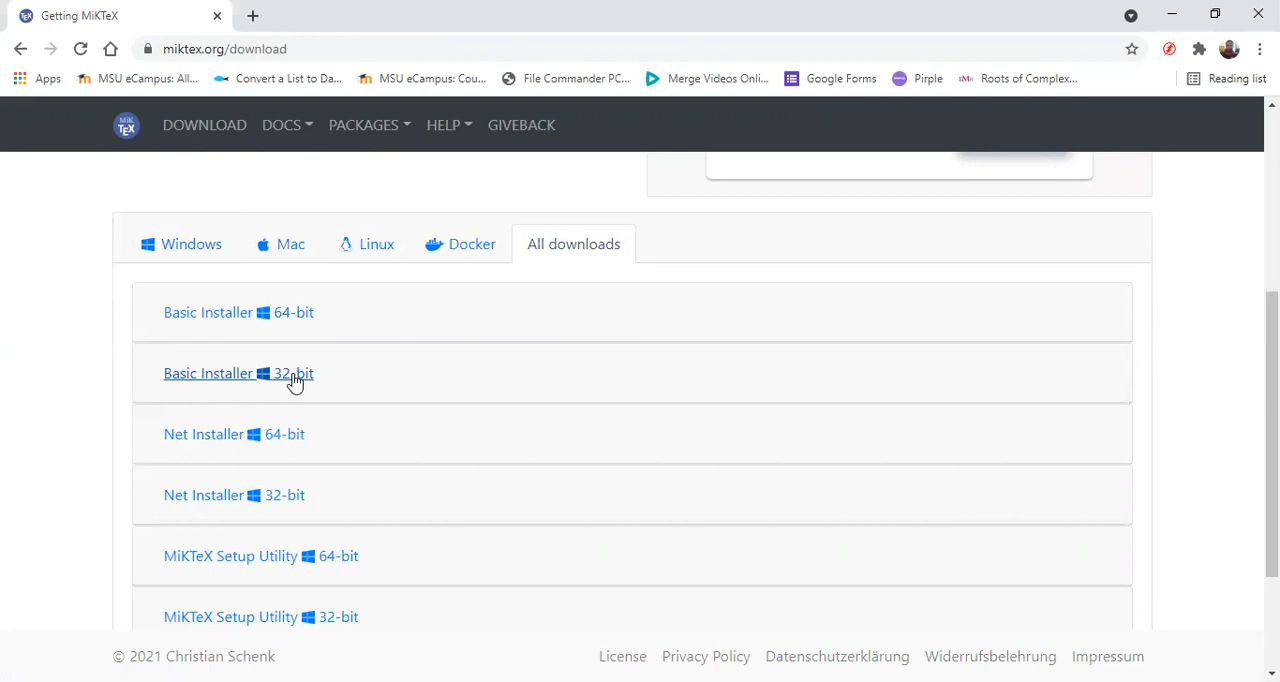 Getting MiKTeX
miktex.org/download
Apps MSU eCampus: All... Convert a List to Da... MSU eCampus: Cou... File Commander PC... Merge Videos Onli... Google Forms Pirple Roots of Complex... Reading list
MiK TEX DOWNLOAD DOCS PACKAGES HELP GIVEBACK
Windows Mac Linux Docker All downloads
Basic Installer 64-bit
Basic Installer 32-bit
Net Installer 64-bit
Net Installer 32-bit
MiKTeX Setup Utility 64-bit
MiKTeX Setup Utility 32-bit
© 2021 Christian Schenk License Privacy Policy Datenschutzerklärung Widerrufsbelehrung Impressum